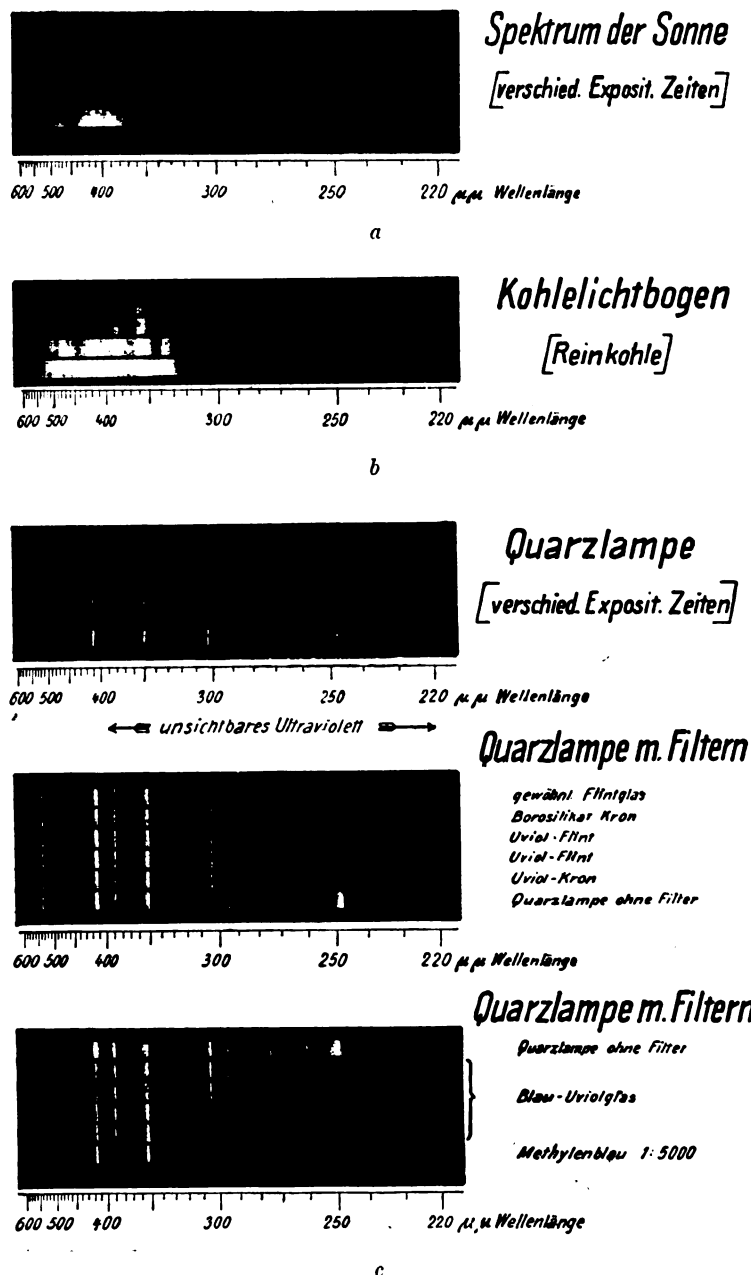 Spektrum der Sonne
[verschied. Exposit. Zeiten]
600 500 400 300 250 220 µµ Wellenlänge
a
Kohlelichtbogen
[Reinkohle]
600 500 400 300 250 220 µµ Wellenlänge
b
Quarzlampe
[verschied. Exposit. Zeiten]
600 500 400 300 250 220 µµ Wellenlänge
unsichtbares Ultraviolett
Quarzlampe m. Filtern
gewöhnl. Flintglas
Borosilikat Kron
Uviol-Flint
Uviol-Flint
Uviol-Kron
Quarzlampe ohne Filter
600 500 400 300 250 220 µµ Wellenlänge
Quarzlampe m. Filtern
Quarzlampe ohne Filter
Blau-Uviolglas
Methylenblau 1:5000
600 500 400 300 250 220 µµ Wellenlänge
c